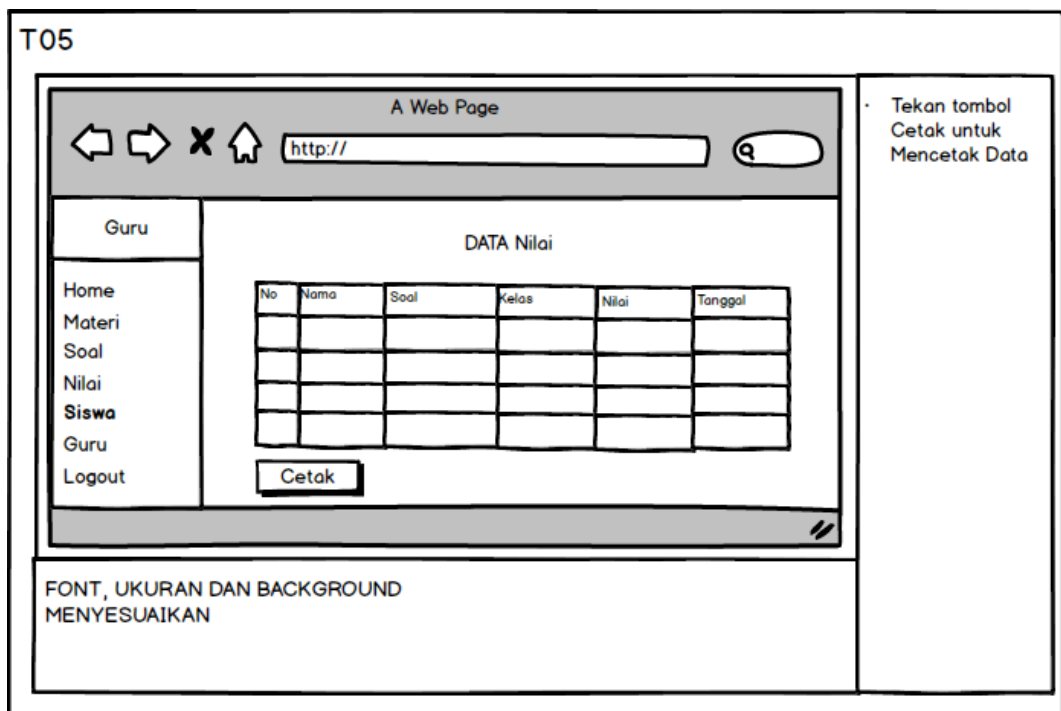 T05
A Web Page
http://
Guru
Home
Materi
Soal
Nilai
Siswa
Guru
Logout
DATA Nilai
No Nama Soal Kelas Nilai Tanggal
Cetak
· Tekan tombol
Cetak untuk
Mencetak Data
FONT, UKURAN DAN BACKGROUND
MENYESUAIKAN